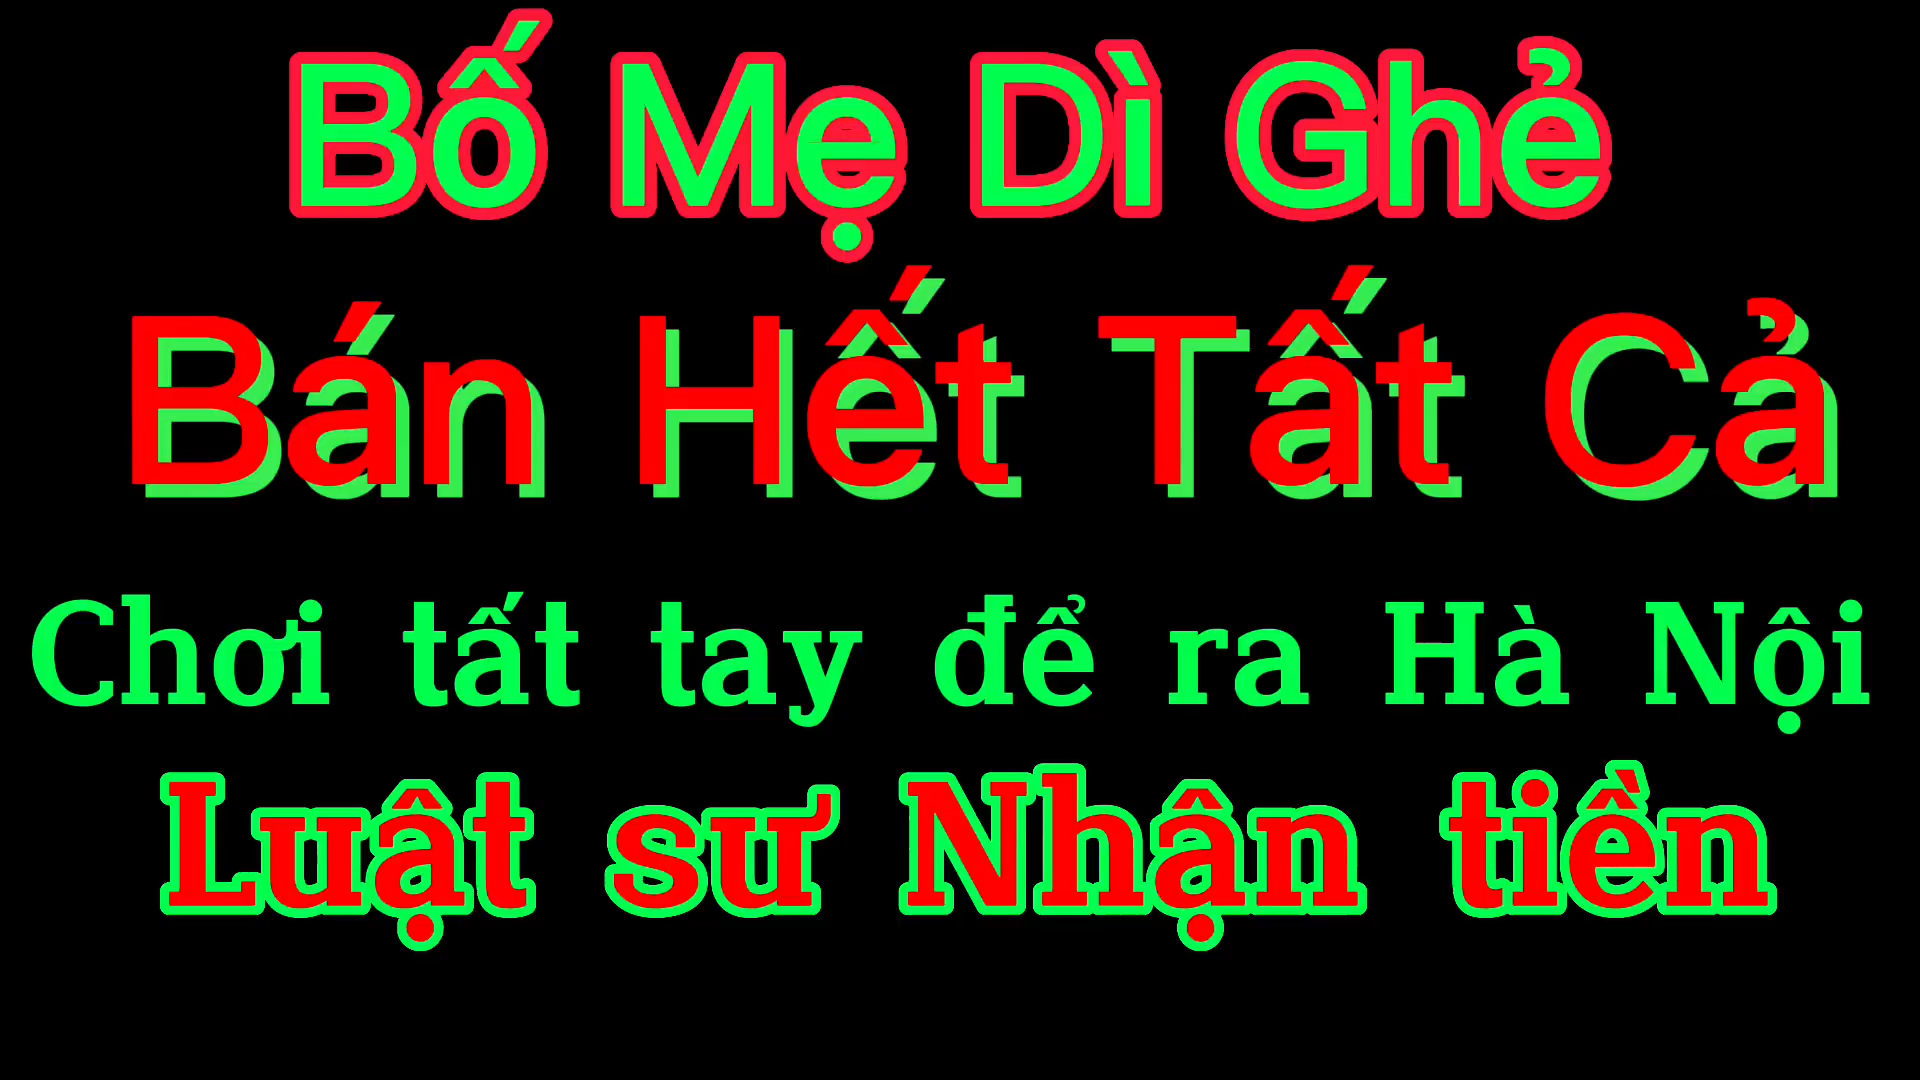 Bố Mẹ Dì Ghẻ
Bán Hết Tất Cả
Chơi tất tay để ra Hà Nội
Luật sư Nhận tiền